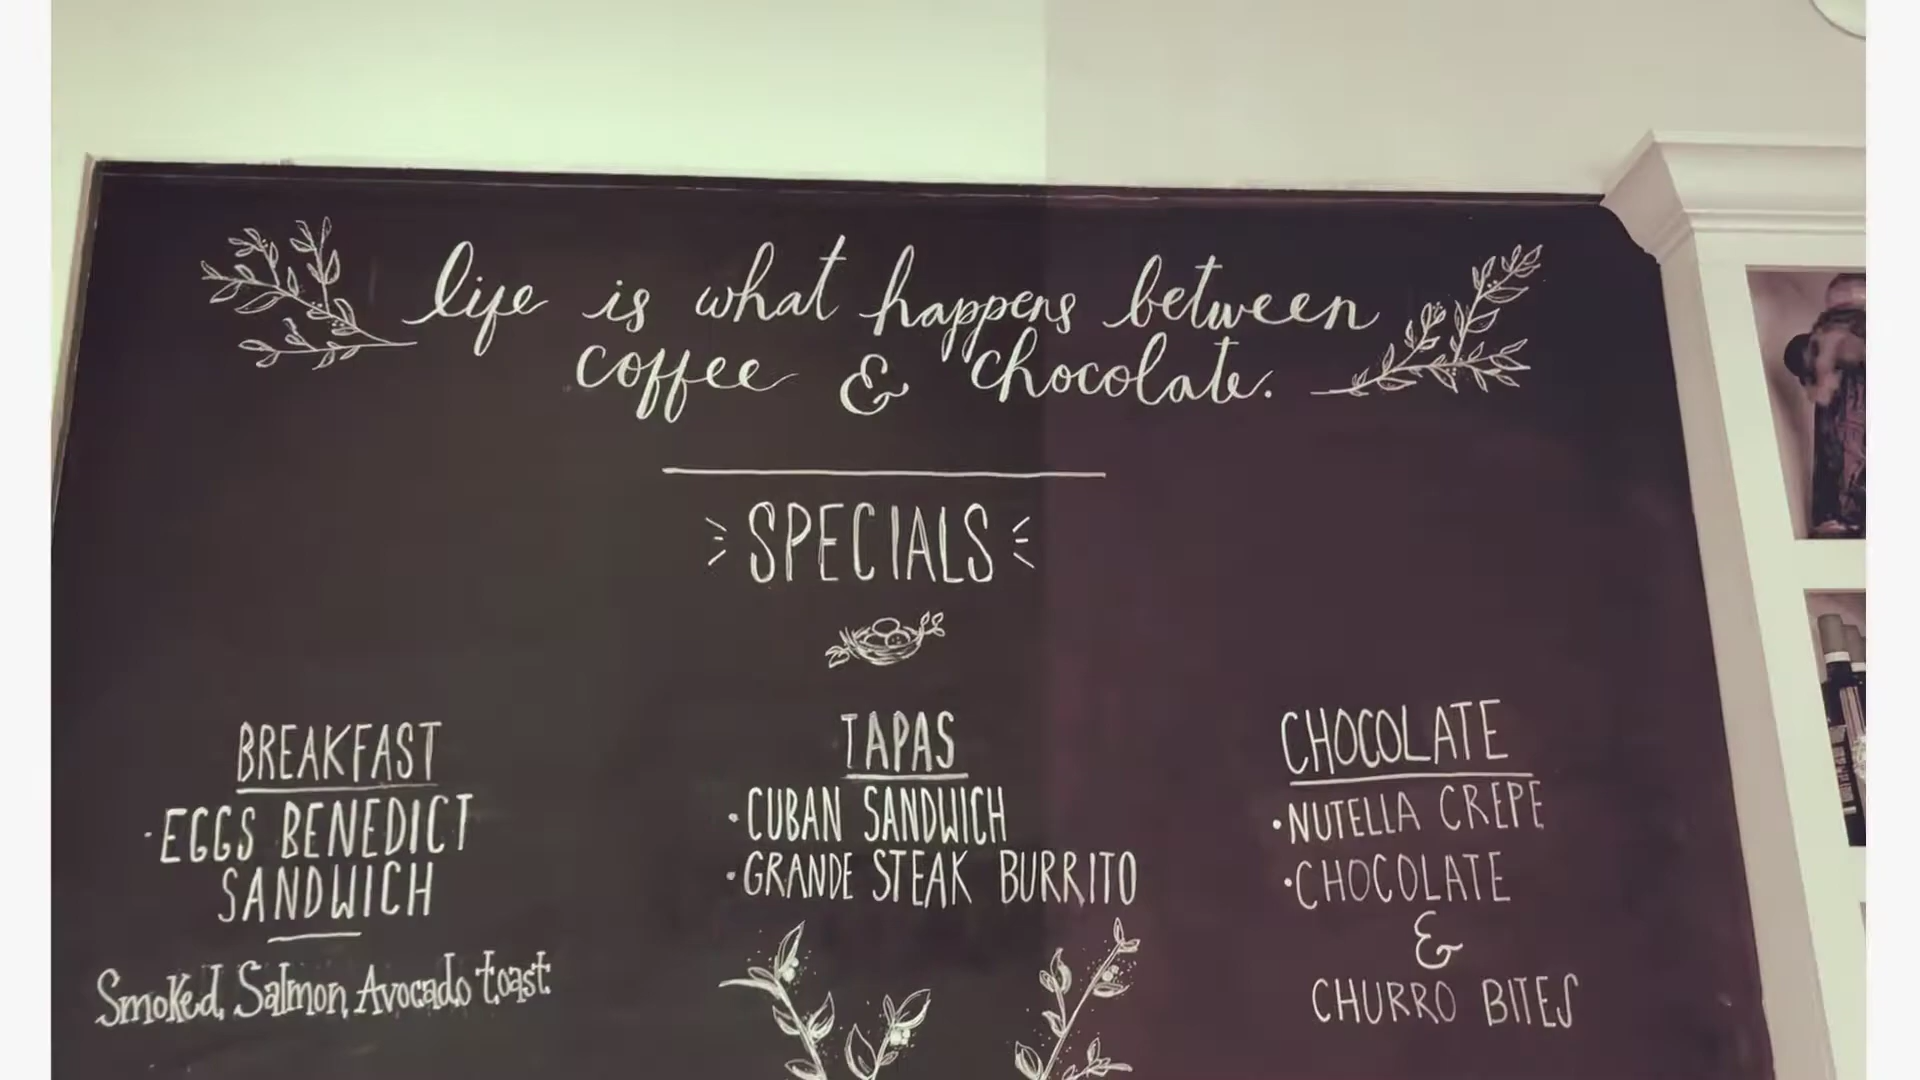 life is what happens between
coffee & chocolate.
SPECIALS
BREAKFAST
·EGGS BENEDICT
SANDWICH
Smoked Salmon Avocado toast
TAPAS
·CUBAN SANDWICH
·GRANDE STEAK BURRITO
CHOCOLATE
·NUTELLA CREPE
·CHOCOLATE
&
CHURRO BITES